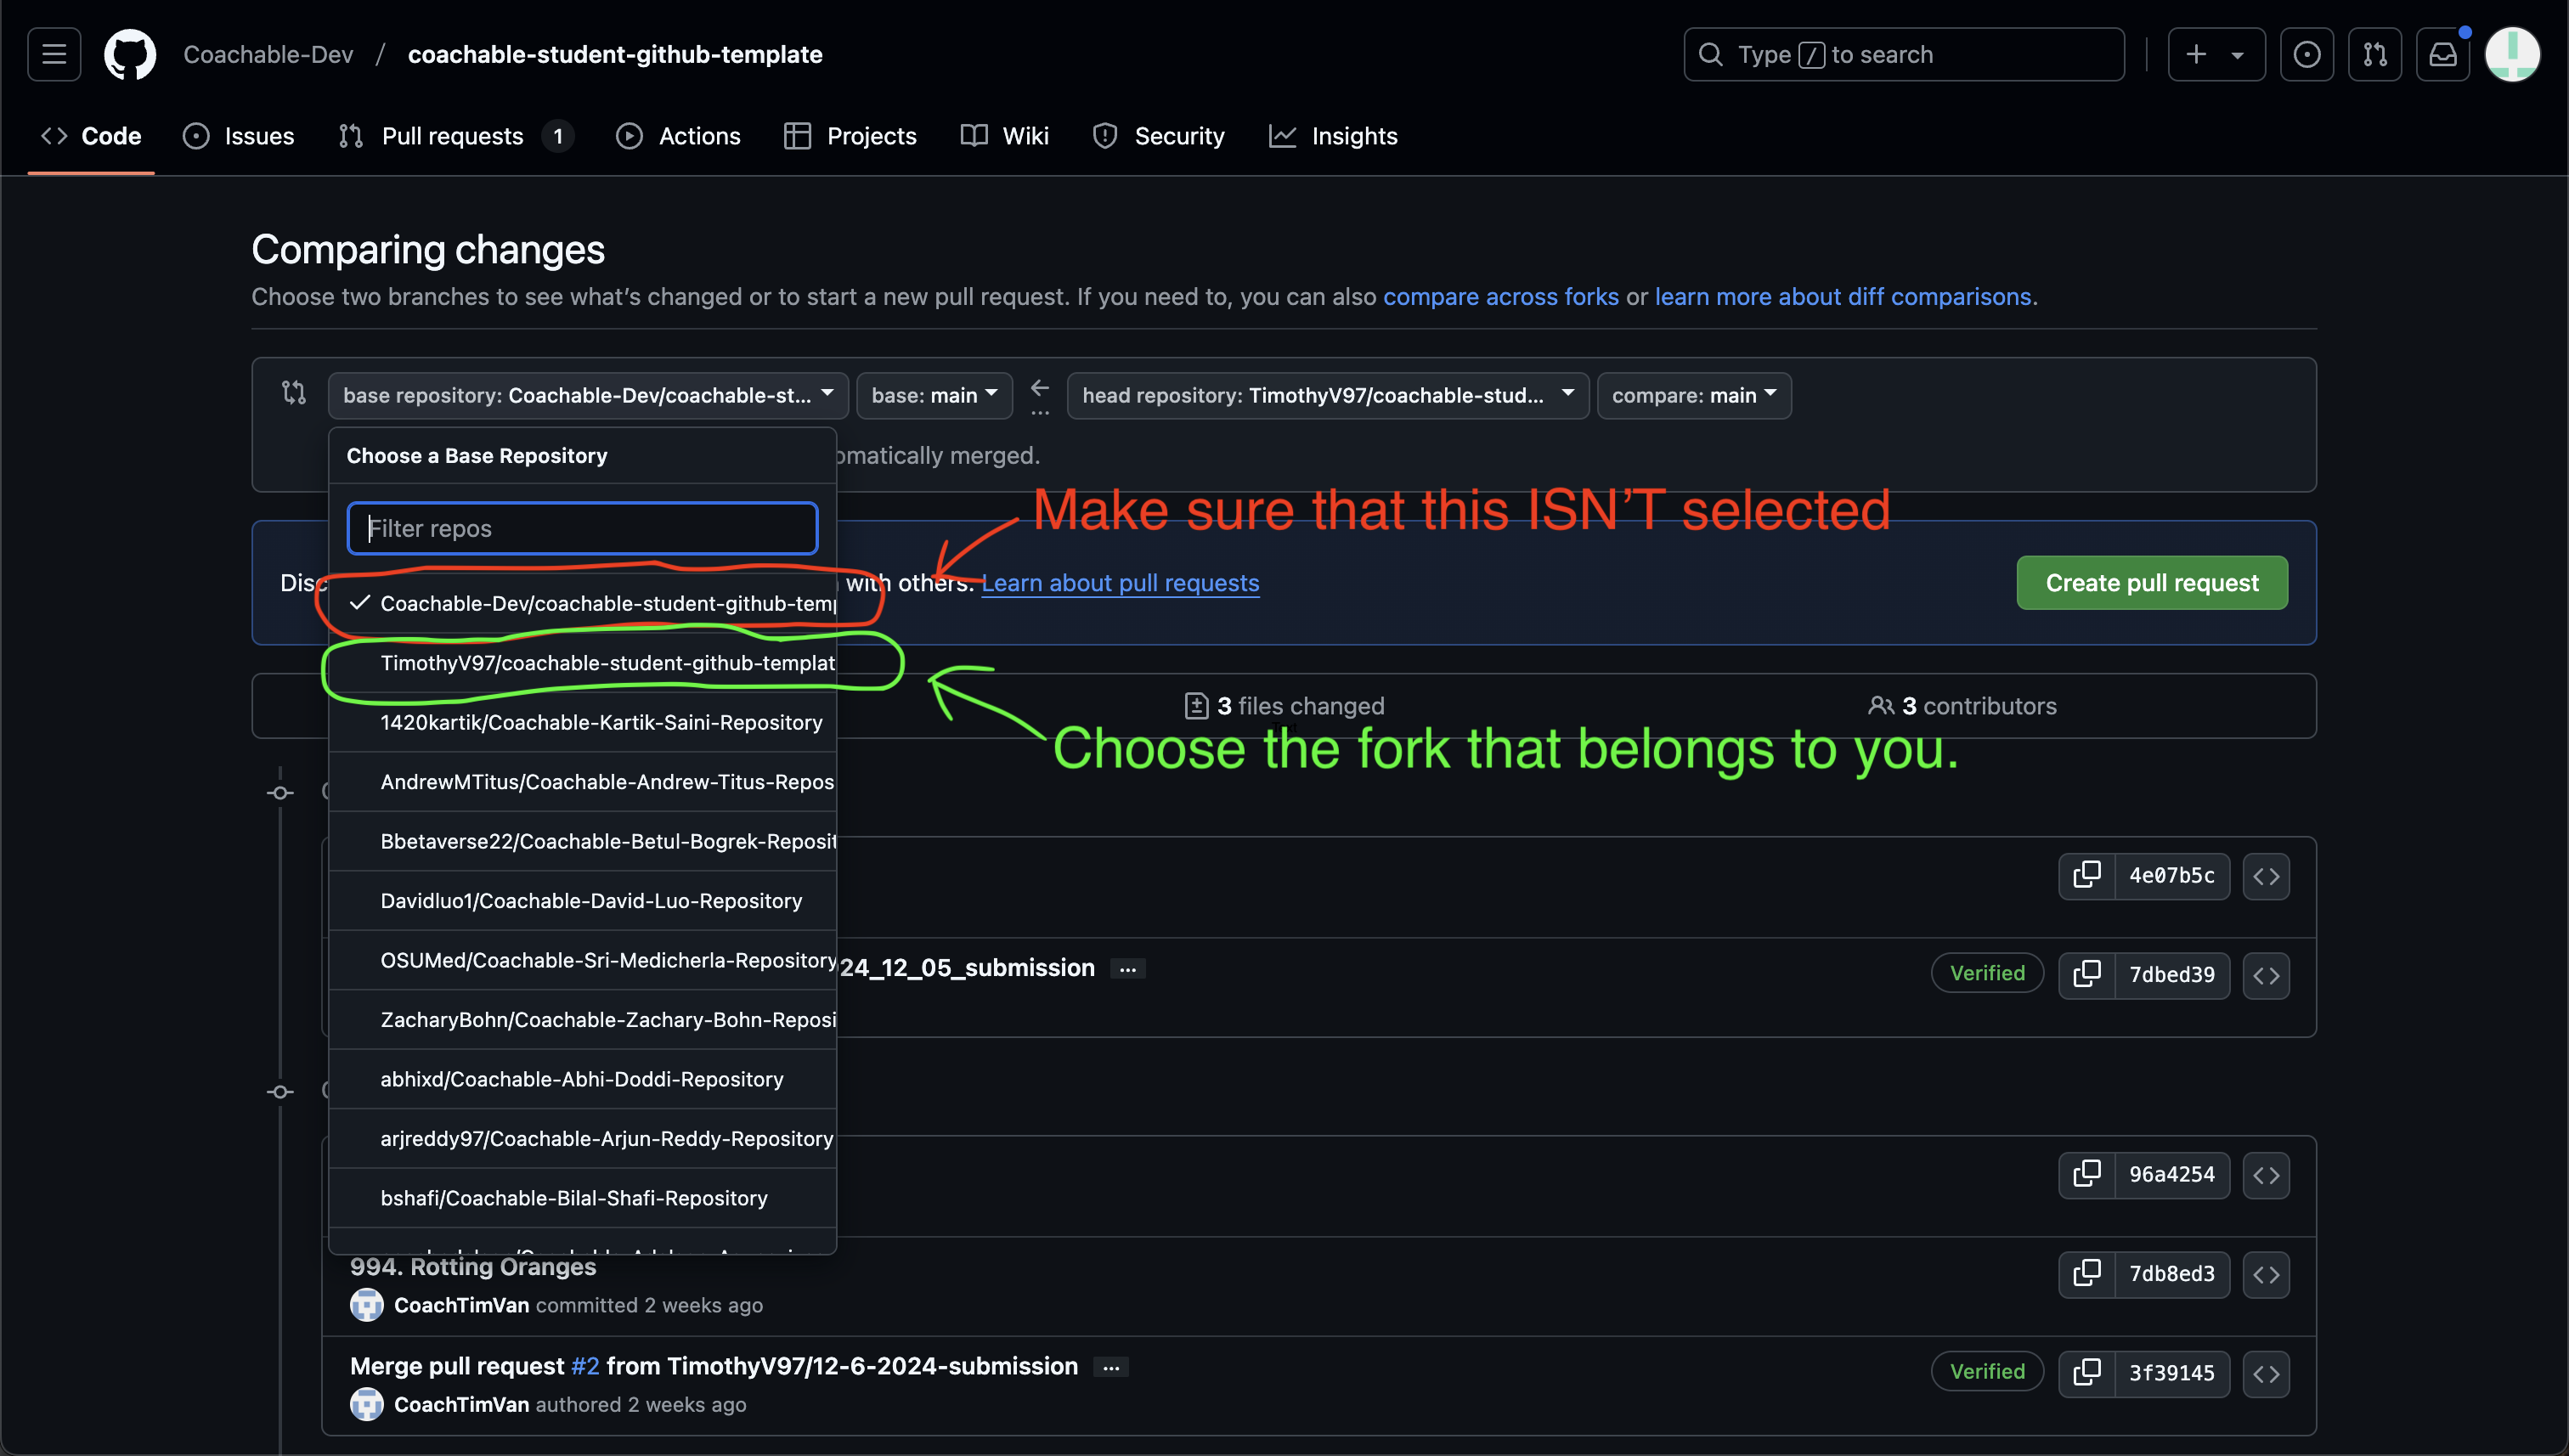 Coachable-Dev / coachable-student-github-template
Type / to search
Code
Issues
Pull requests 1
Actions
Projects
Wiki
Security
Insights
Comparing changes
Choose two branches to see what's changed or to start a new pull request. If you need to, you can also compare across forks or learn more about diff comparisons.
base repository: Coachable-Dev/coachable-st...
base: main
head repository: TimothyV97/coachable-stud...
compare: main
Choose a Base Repository
omatically merged.
Make sure that this ISN'T selected
Filter repos
with others. Learn about pull requests
Create pull request
Coachable-Dev/coachable-student-github-temp
TimothyV97/coachable-student-github-templat
3 files changed
3 contributors
1420kartik/Coachable-Kartik-Saini-Repository
Choose the fork that belongs to you.
AndrewMTitus/Coachable-Andrew-Titus-Repos
Bbetaverse22/Coachable-Betul-Bogrek-Reposit
4e07b5c
Davidluo1/Coachable-David-Luo-Repository
OSUMed/Coachable-Sri-Medicherla-Repository
24_12_05_submission ...
Verified
7dbed39
ZacharyBohn/Coachable-Zachary-Bohn-Reposi
abhixd/Coachable-Abhi-Doddi-Repository
arjreddy97/Coachable-Arjun-Reddy-Repository
96a4254
bshafi/Coachable-Bilal-Shafi-Repository
994. Rotting Oranges
7db8ed3
CoachTimVan committed 2 weeks ago
Merge pull request #2 from TimothyV97/12-6-2024-submission ...
Verified
3f39145
CoachTimVan authored 2 weeks ago